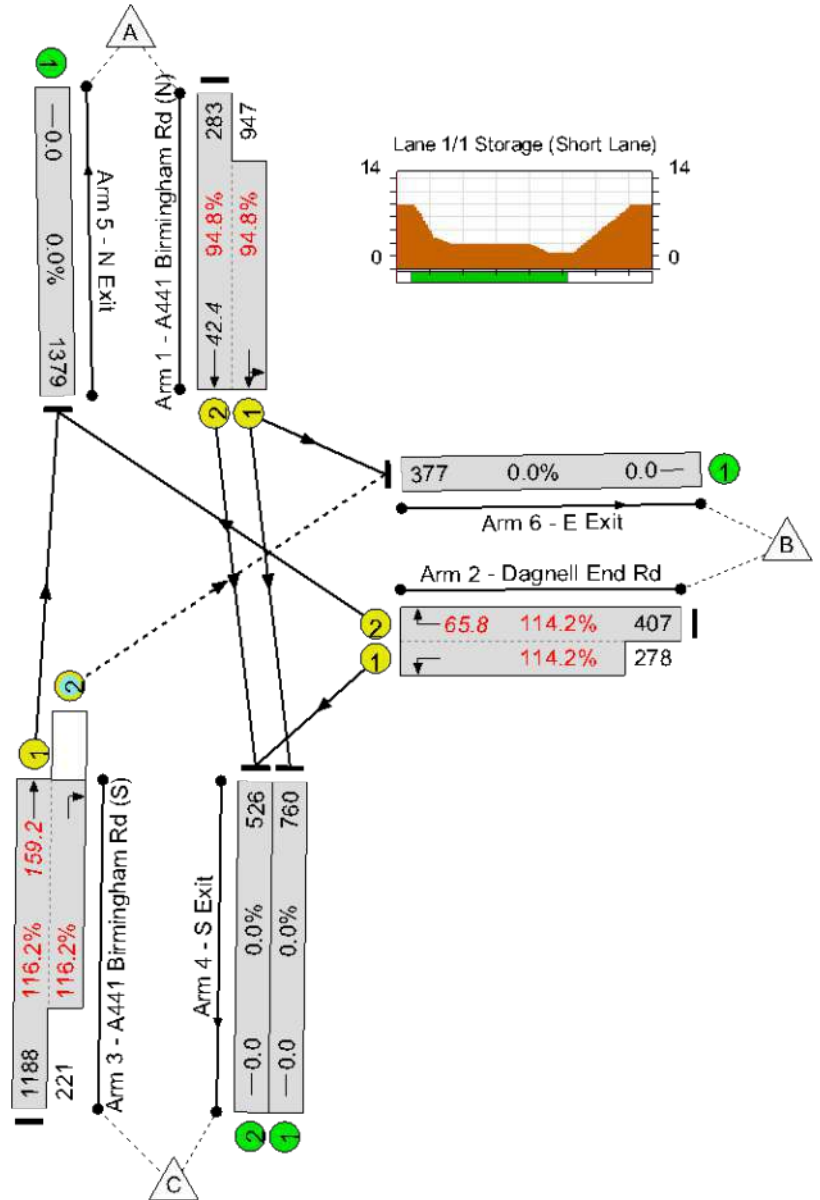 A
1
0.0
0.0%
1379
Arm 5 - N Exit
Arm 1 - A441 Birmingham Rd (N)
283
947
94.8%
94.8%
42.4
2
1
Lane 1/1 Storage (Short Lane)
14
14
0
0
377 0.0% 0.0
1
Arm 6 - E Exit
B
Arm 2 - Dagnell End Rd
2
65.8 114.2% 407
1
114.2% 278
1
2
159.2
116.2%
116.2%
1188
221
Arm 3 - A441 Birmingham Rd (S)
Arm 4 - S Exit
526
760
0.0%
0.0%
0.0
0.0
2
1
C